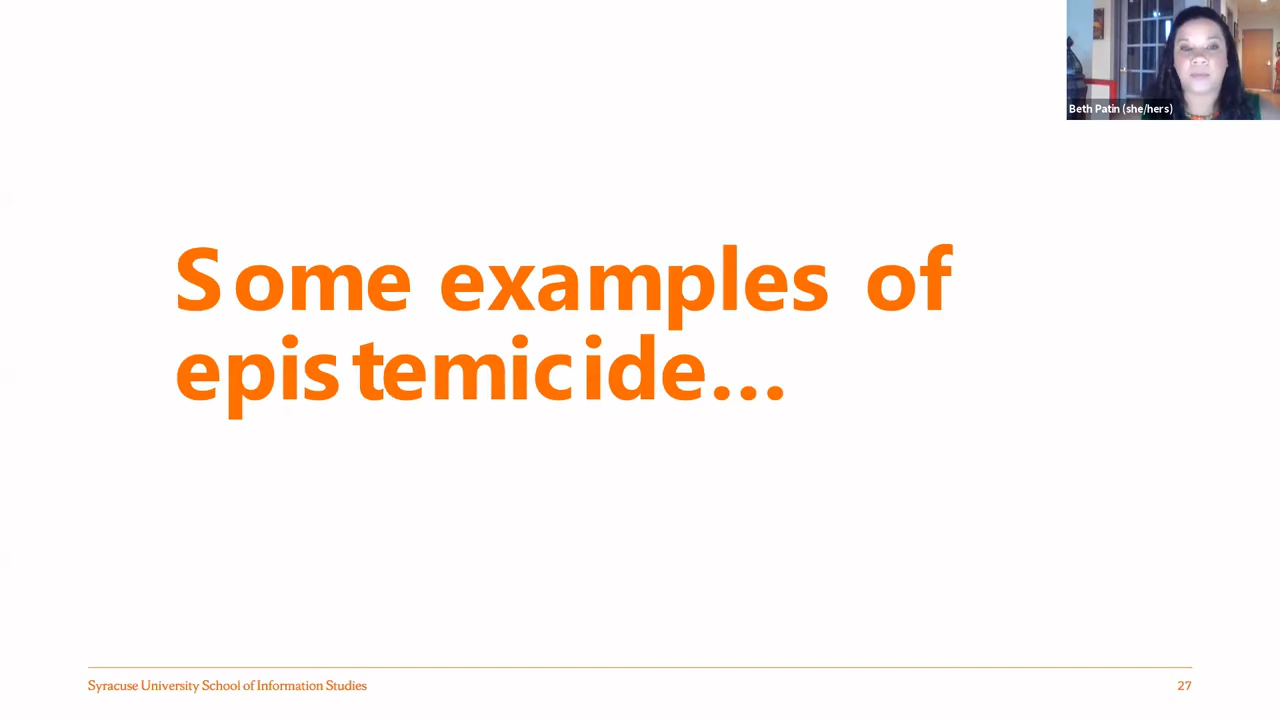 Beth Patin (she/hers)
Some examples of
epistemicide...
Syracuse University School of Information Studies
27